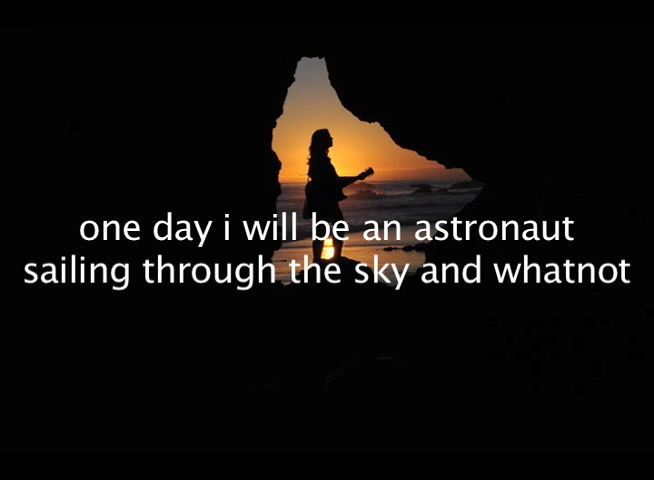 one day i will be an astronaut
sailing through the sky and whatnot